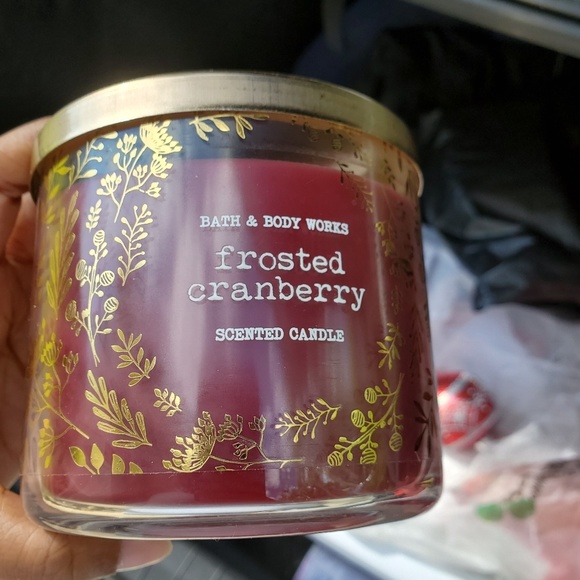 BATH & BODY WORKS
frosted
cranberry
SCENTED CANDLE